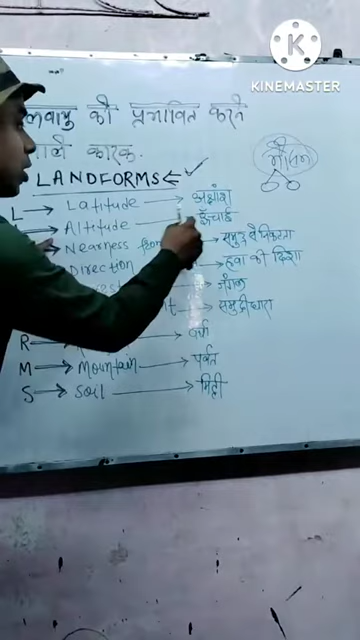 KINEMASTER
को प्रभावित करने
वाले कारक.
मौसम
LANDFORMS
L → Latitude → अक्षांश
Altitude → ऊँचाई
Nearness from → समुद्र से निकटता
Direction → हवा की दिशा
→ जंगल
→ समुद्री धारा
R → वर्षा
M → Mountain → पर्वत
S → Soil → मिट्टी